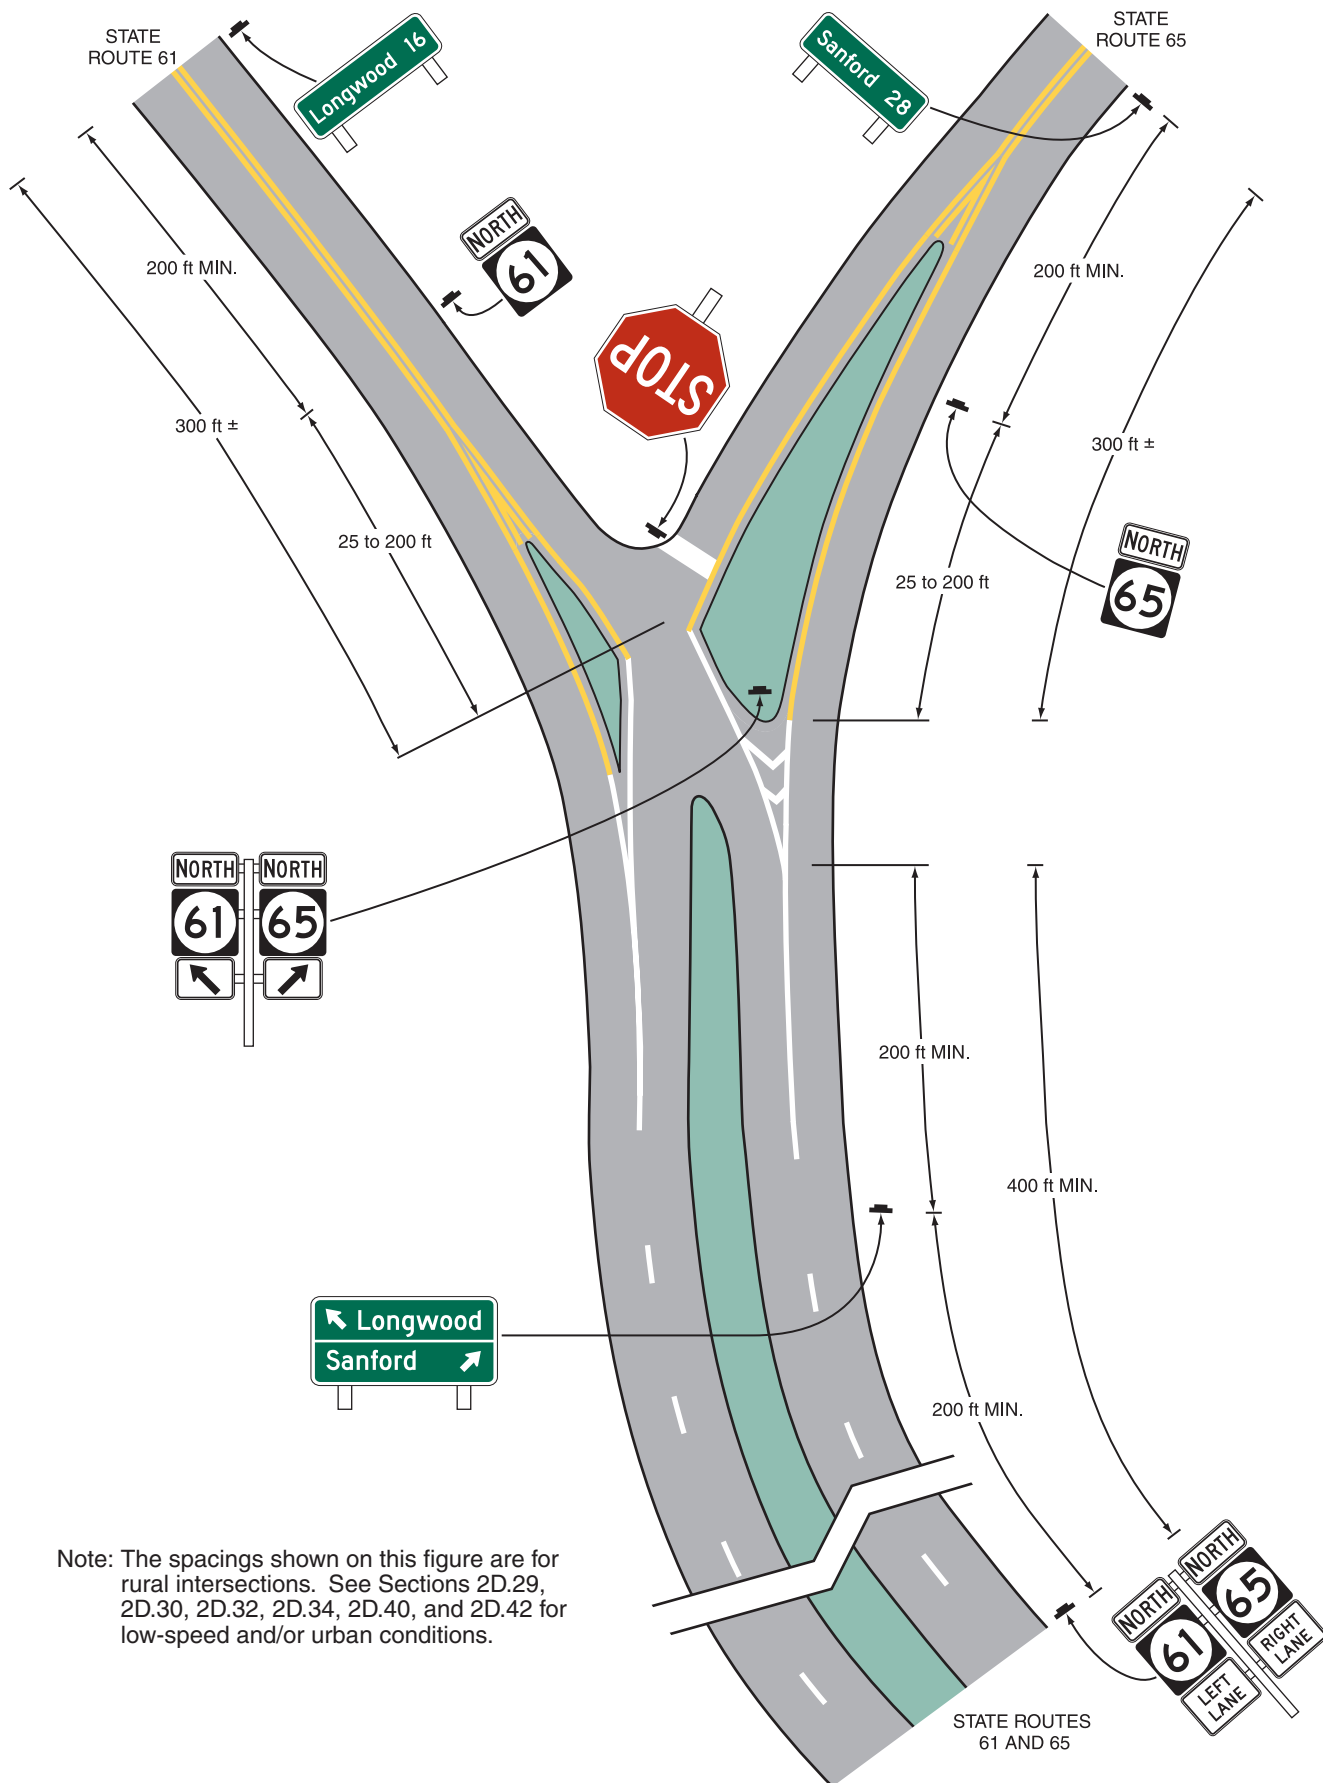 STATE
ROUTE 61
Longwood 16
Sanford 28
STATE
ROUTE 65
NORTH
61
STOP
200 ft MIN.
200 ft MIN.
300 ft ±
300 ft ±
25 to 200 ft
25 to 200 ft
NORTH
65
NORTH NORTH
61 65
200 ft MIN.
400 ft MIN.
Longwood
Sanford
200 ft MIN.
NORTH
61
LEFT
LANE
NORTH
65
RIGHT
LANE
Note: The spacings shown on this figure are for
rural intersections. See Sections 2D.29,
2D.30, 2D.32, 2D.34, 2D.40, and 2D.42 for
low-speed and/or urban conditions.
STATE ROUTES
61 AND 65